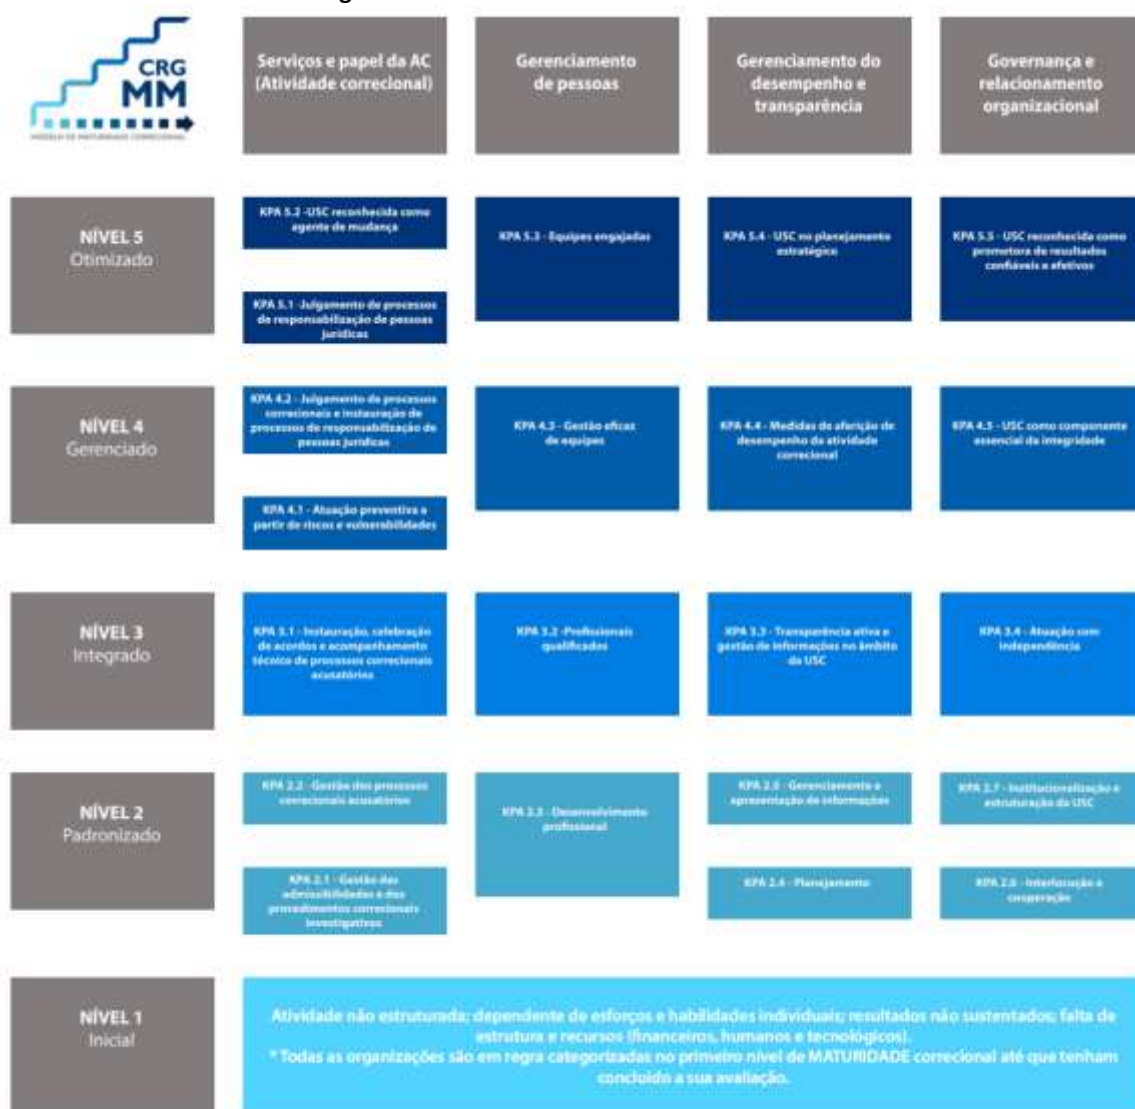 CRG
MM
MODELO DE MATURIDADE CORRECIONAL
Serviços e papel da AC
(Atividade correcional)
Gerenciamento
de pessoas
Gerenciamento do
desempenho e
transparência
Governança e
relacionamento
organizacional
NÍVEL 5
Otimizado
KPA 5.2 -USC reconhecida como
agente de mudança
KPA 5.1 -Julgamento de processos
de responsabilização de pessoas
jurídicas
KPA 5.3 - Equipes engajadas
KPA 5.4 - USC no planejamento
estratégico
KPA 5.5 - USC reconhecida como
promotora de resultados
confiáveis e afetivos
NÍVEL 4
Gerenciado
KPA 4.2 - Julgamento de processos
correcionais e instauração de
processos de responsabilização de
pessoas jurídicas
KPA 4.1 - Atuação preventiva a
partir de riscos e vulnerabilidades
KPA 4.3 - Gestão eficas
de equipes
KPA 4.4 - Medidas de aferição de
desempenho da atividade
correcional
KPA 4.5 - USC como componente
essencial da integridade
NÍVEL 3
Integrado
KPA 3.1 - Instauração, celebração
de acordos e acompanhamento
técnico de processos correcionais
acusatórios
KPA 3.2 -Profissionais
qualificados
KPA 3.3 - Transparência ativa e
gestão de informações no âmbito
da USC
KPA 3.4 - Atuação com
independência
NÍVEL 2
Padronizado
KPA 2.2 - Gestão dos processos
correcionais acusatórios
KPA 2.1 - Gestão das
admissibilidades e dos
procedimentos correcionais
investigativos
KPA 2.3 - Desenvolvimento
profissional
KPA 2.5 - Gerenciamento e
apresentação de informações
KPA 2.4 - Planejamento
KPA 2.7 - Institucionalização e
estruturação da USC
KPA 2.6 - Interlocução e
cooperação
NÍVEL 1
Inicial
Atividade não estruturada; dependente de esforços e habilidades individuais; resultados não sustentados; falta de
estrutura e recursos (financeiros, humanos e tecnológicos).
* Todas as organizações são em regra categorizadas no primeiro nível de MATURIDADE correcional até que tenham
concluído a sua avaliação.